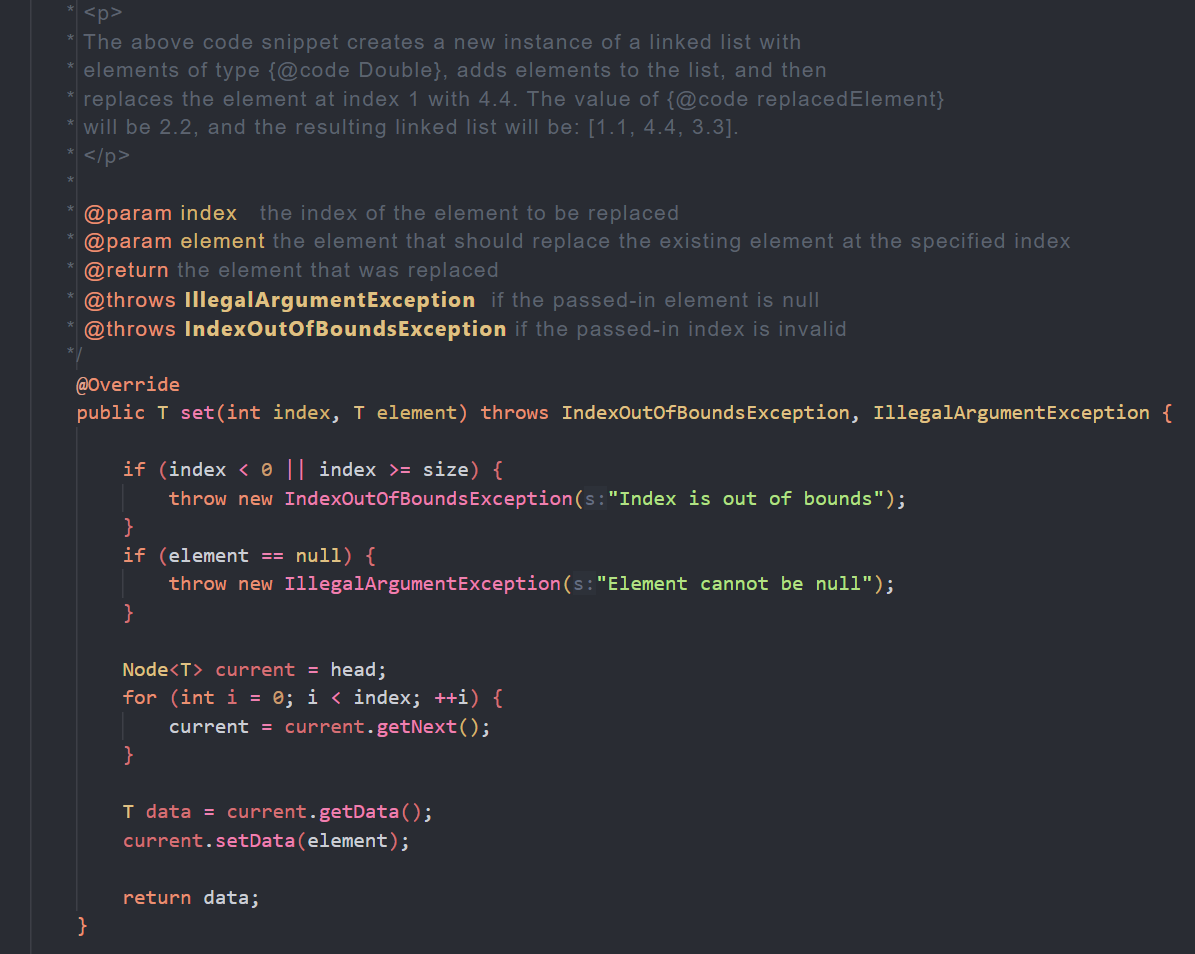 * <p>
* The above code snippet creates a new instance of a linked list with
* elements of type {@code Double}, adds elements to the list, and then
* replaces the element at index 1 with 4.4. The value of {@code replacedElement}
* will be 2.2, and the resulting linked list will be: [1.1, 4.4, 3.3].
* </p>
*
* @param index   the index of the element to be replaced
* @param element the element that should replace the existing element at the specified index
* @return the element that was replaced
* @throws IllegalArgumentException  if the passed-in element is null
* @throws IndexOutOfBoundsException if the passed-in index is invalid
*/
@Override
public T set(int index, T element) throws IndexOutOfBoundsException, IllegalArgumentException {
if (index < 0 || index >= size) {
throw new IndexOutOfBoundsException(s:"Index is out of bounds");
}
if (element == null) {
throw new IllegalArgumentException(s:"Element cannot be null");
}
Node<T> current = head;
for (int i = 0; i < index; ++i) {
current = current.getNext();
}
T data = current.getData();
current.setData(element);
return data;
}